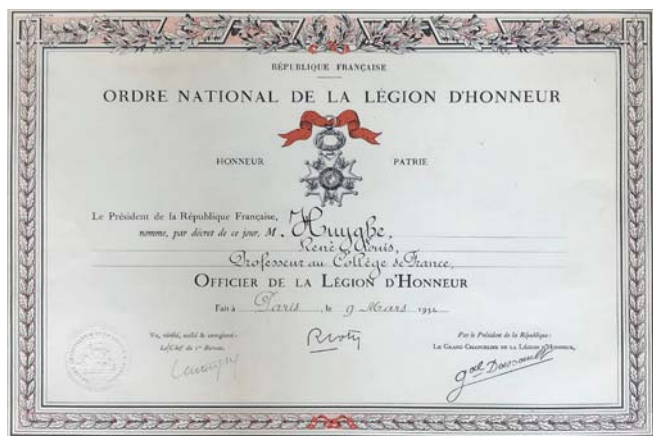 RÉPUBLIQUE FRANÇAISE
ORDRE NATIONAL DE LA LÉGION D'HONNEUR
HONNEUR PATRIE
Le Président de la République Française,
nomme, par décret de ce jour, M. Huyghe,
René Louis,
Professeur au Collège de France,
OFFICIER DE LA LÉGION D'HONNEUR
Fait à Paris, le 9 Mars 195
Vu, vérifié, scellé & enregistré:
Le Chef du 1er Bureau,
Par le Président de la République:
LE GRAND CHANCELIER DE LA LÉGION D'HONNEUR,